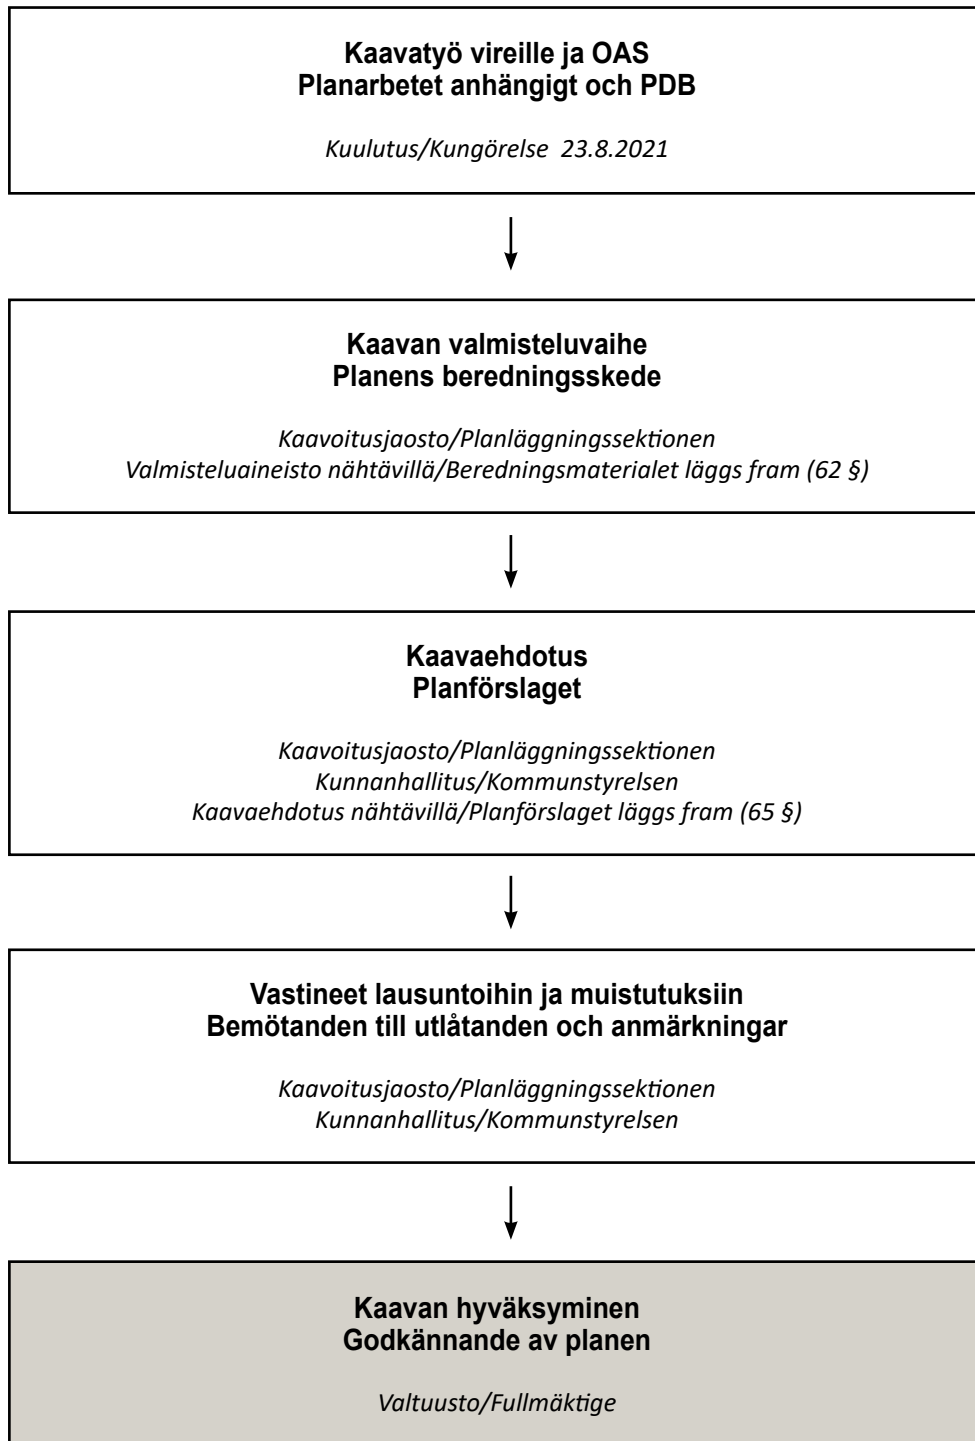 Kaavatyö vireille ja OAS
Planarbetet anhängigt och PDB
Kuulutus/Kungörelse 23.8.2021
Kaavan valmisteluvaihe
Planens beredningsskede
Kaavoitusjaosto/Planläggningssektionen
Valmisteluaineisto nähtävillä/Beredningsmaterialet läggs fram (62 §)
Kaavaehdotus
Planförslaget
Kaavoitusjaosto/Planläggningssektionen
Kunnanhallitus/Kommunstyrelsen
Kaavaehdotus nähtävillä/Planförslaget läggs fram (65 §)
Vastineet lausuntoihin ja muistutuksiin
Bemötanden till utlåtanden och anmärkningar
Kaavoitusjaosto/Planläggningssektionen
Kunnanhallitus/Kommunstyrelsen
Kaavan hyväksyminen
Godkännande av planen
Valtuusto/Fullmäktige